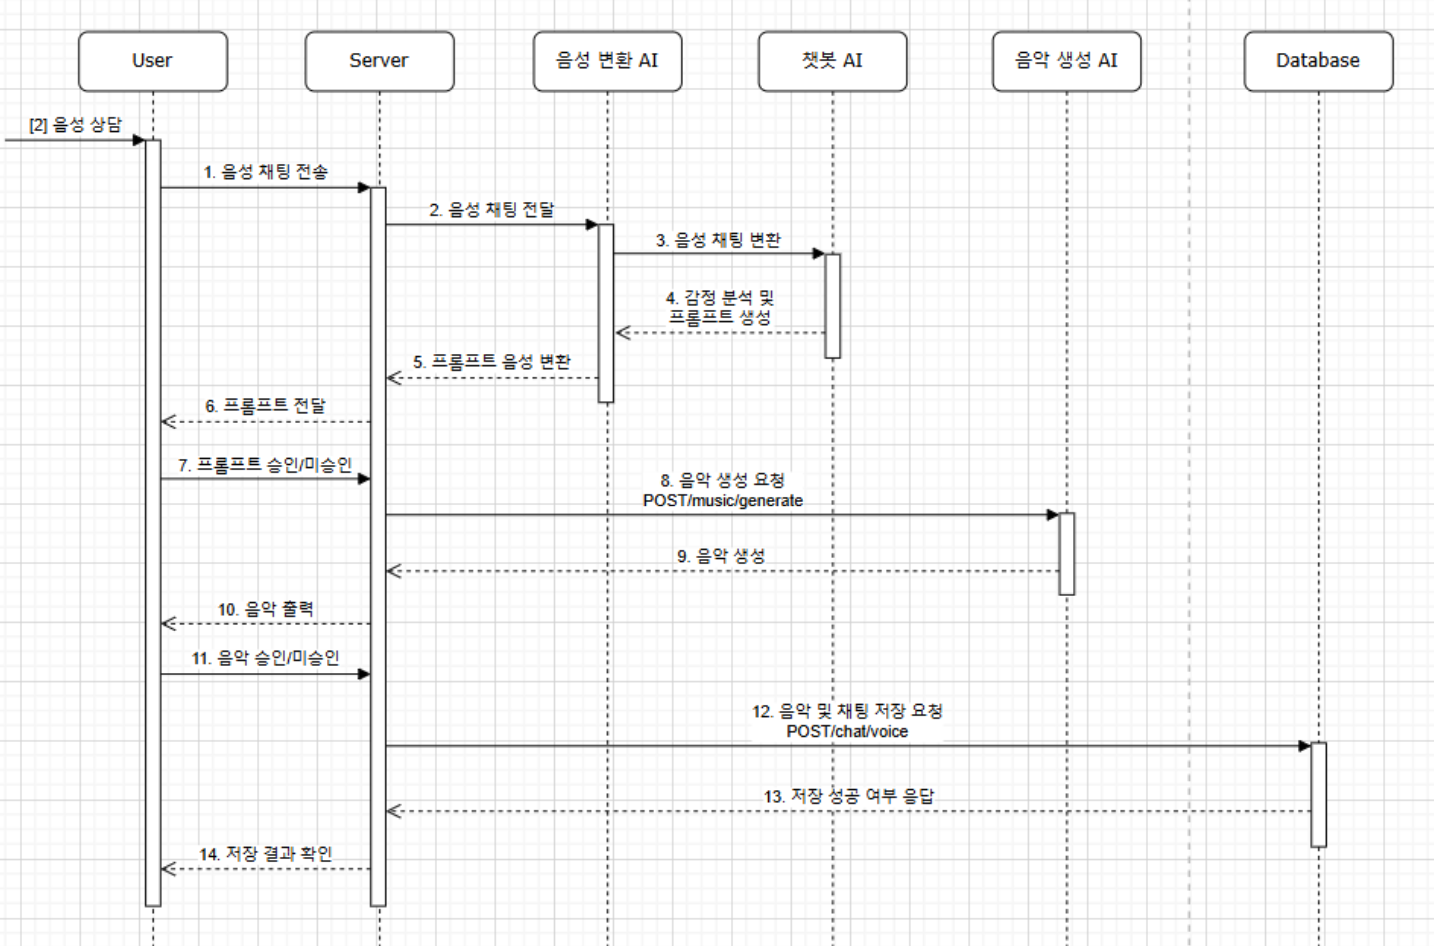 User
Server
음성 변환 AI
챗봇 AI
음악 생성 AI
Database
[2] 음성 상담
1. 음성 채팅 전송
2. 음성 채팅 전달
3. 음성 채팅 변환
4. 감정 분석 및
프롬프트 생성
5. 프롬프트 음성 변환
6. 프롬프트 전달
7. 프롬프트 승인/미승인
8. 음악 생성 요청
POST/music/generate
9. 음악 생성
10. 음악 출력
11. 음악 승인/미승인
12. 음악 및 채팅 저장 요청
POST/chat/voice
13. 저장 성공 여부 응답
14. 저장 결과 확인